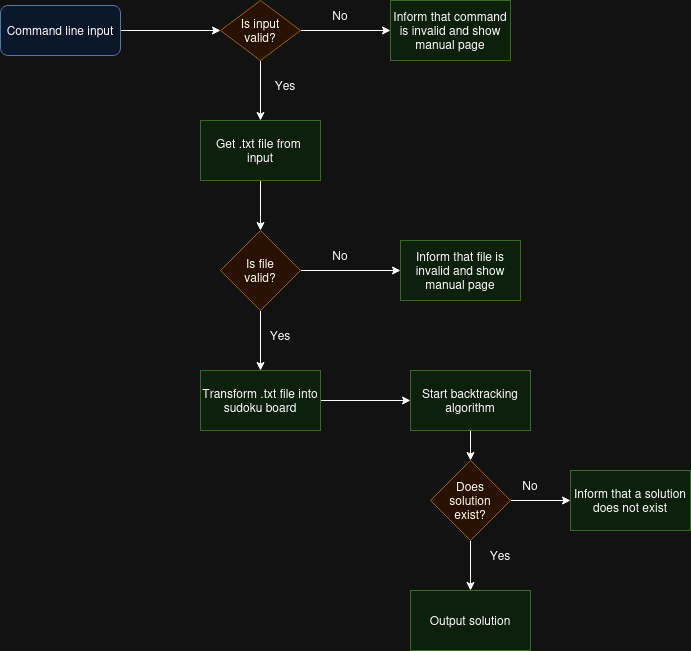 Command line input
Is input
valid?
No
Inform that command
is invalid and show
manual page
Yes
Get .txt file from
input
Is file
valid?
No
Inform that file is
invalid and show
manual page
Yes
Transform .txt file into
sudoku board
Start backtracking
algorithm
Does
solution
exist?
No
Inform that a solution
does not exist
Yes
Output solution